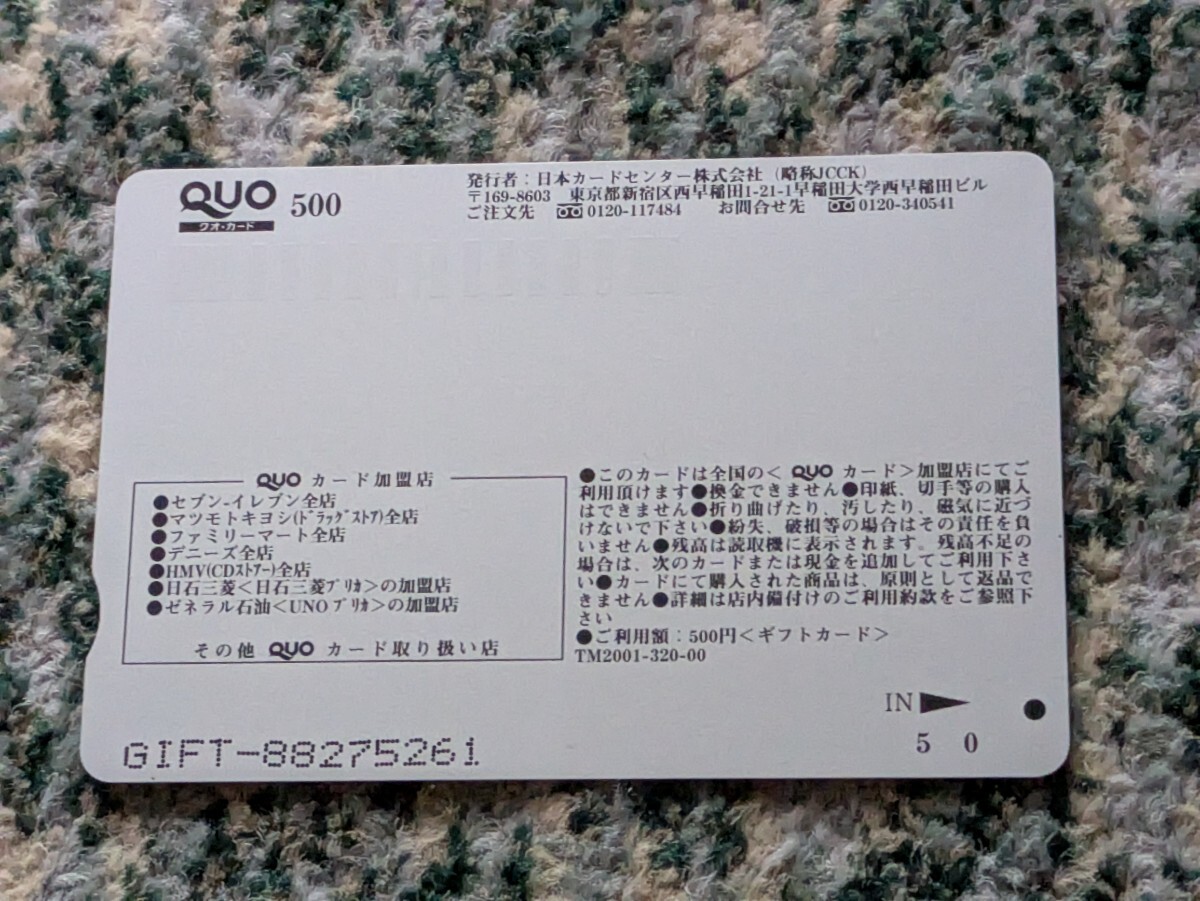 QUO
クオ・カード
500
発行者：日本カードセンター株式会社（略称JCCK）
〒169-8603　東京都新宿区西早稲田1-21-1早稲田大学西早稲田ビル
ご注文先　0120-117484　お問合せ先　0120-340541
QUO カード加盟店
●セブン-イレブン全店
●マツモトキヨシ(ﾄﾞﾗｯｸﾞｽﾄｱ)全店
●ファミリーマート全店
●デニーズ全店
●HMV(CDｽﾄｱｰ)全店
●日石三菱＜日石三菱ﾌﾟﾘｶ＞の加盟店
●ゼネラル石油＜UNOﾌﾟﾘｶ＞の加盟店
その他 QUO カード取り扱い店
●このカードは全国の＜ QUO カード＞加盟店にてご
利用頂けます●換金できません●印紙、切手等の購入
はできません●折り曲げたり、汚したり、磁気に近づ
けないで下さい●紛失、破損等の場合はその責任を負
いません●残高は読取機に表示されます。残高不足の
場合は、次のカードまたは現金を追加してご利用下さ
い●カードにて購入された商品は、原則として返品で
きません●詳細は店内備付けのご利用約款をご参照下
さい
●ご利用額：500円＜ギフトカード＞
TM2001-320-00
IN
5 0
GIFT-88275261